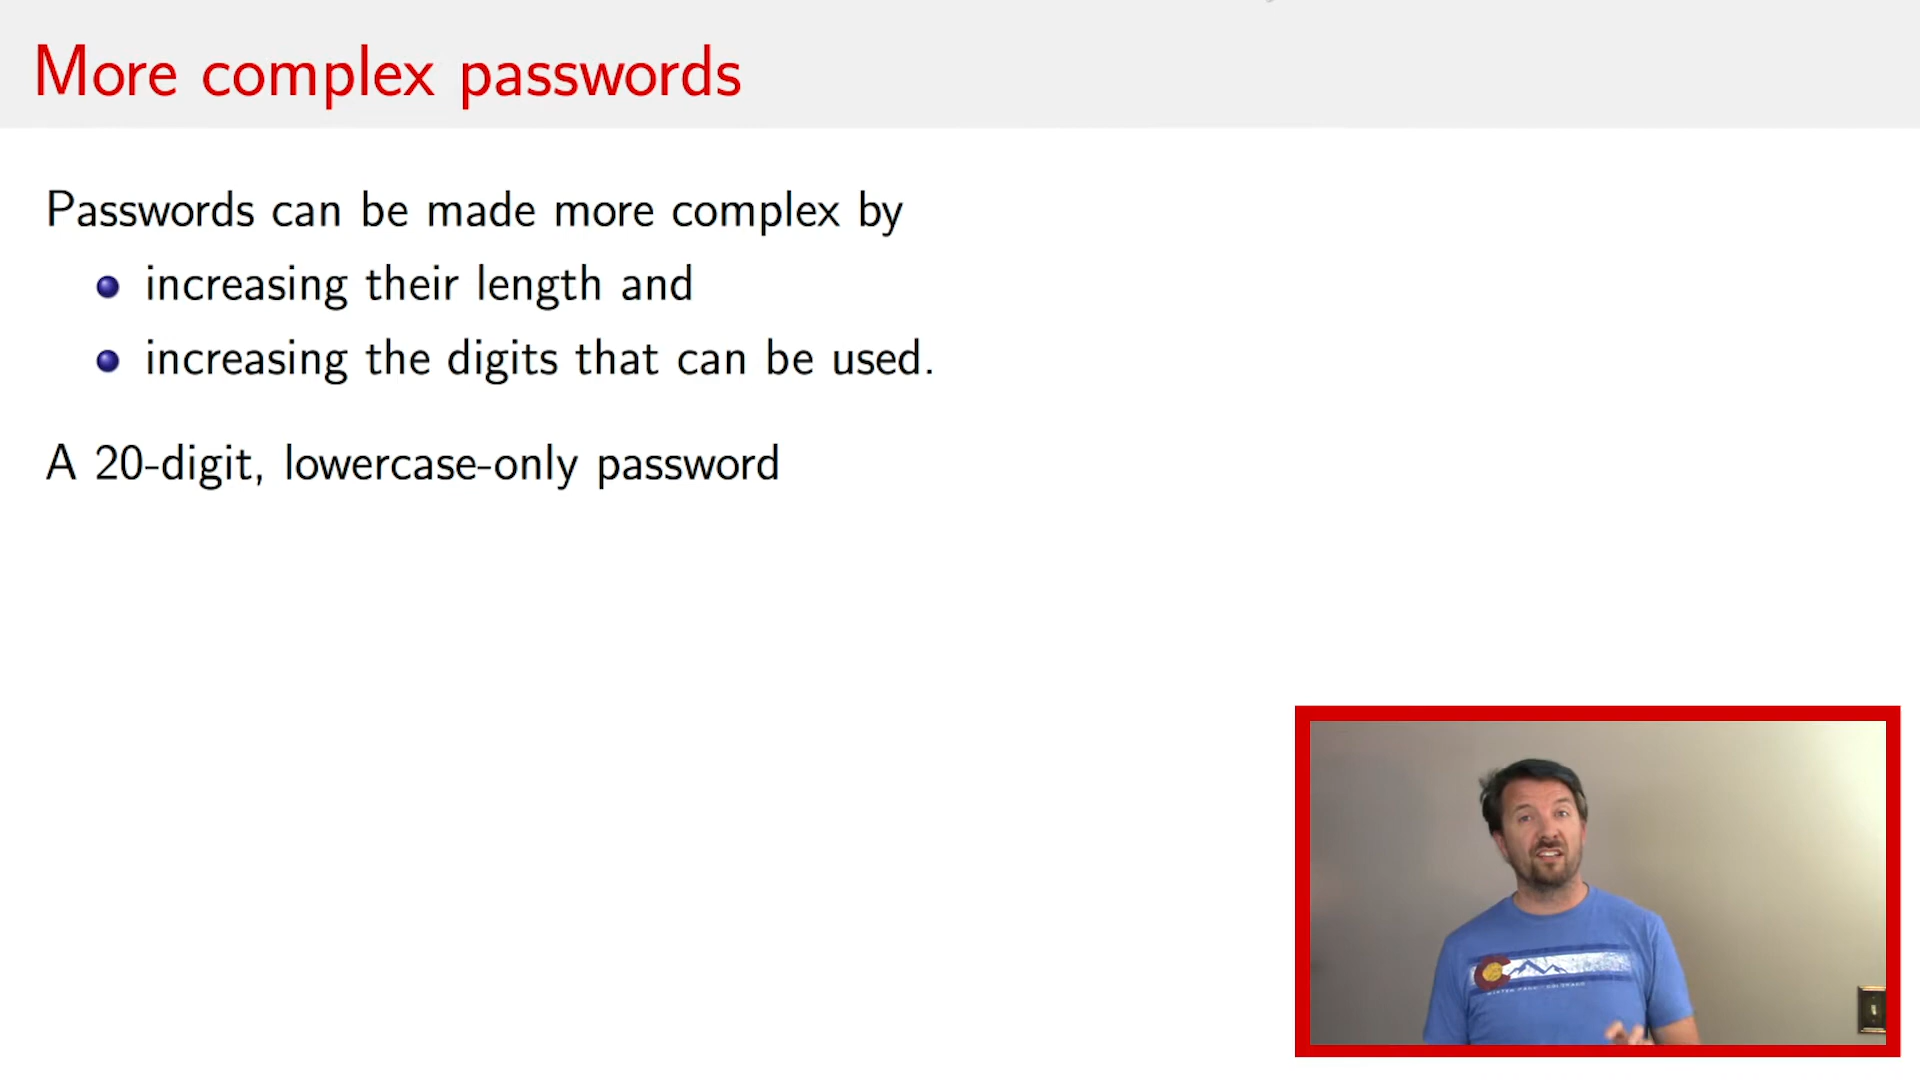 More complex passwords
Passwords can be made more complex by
increasing their length and
increasing the digits that can be used.
A 20-digit, lowercase-only password